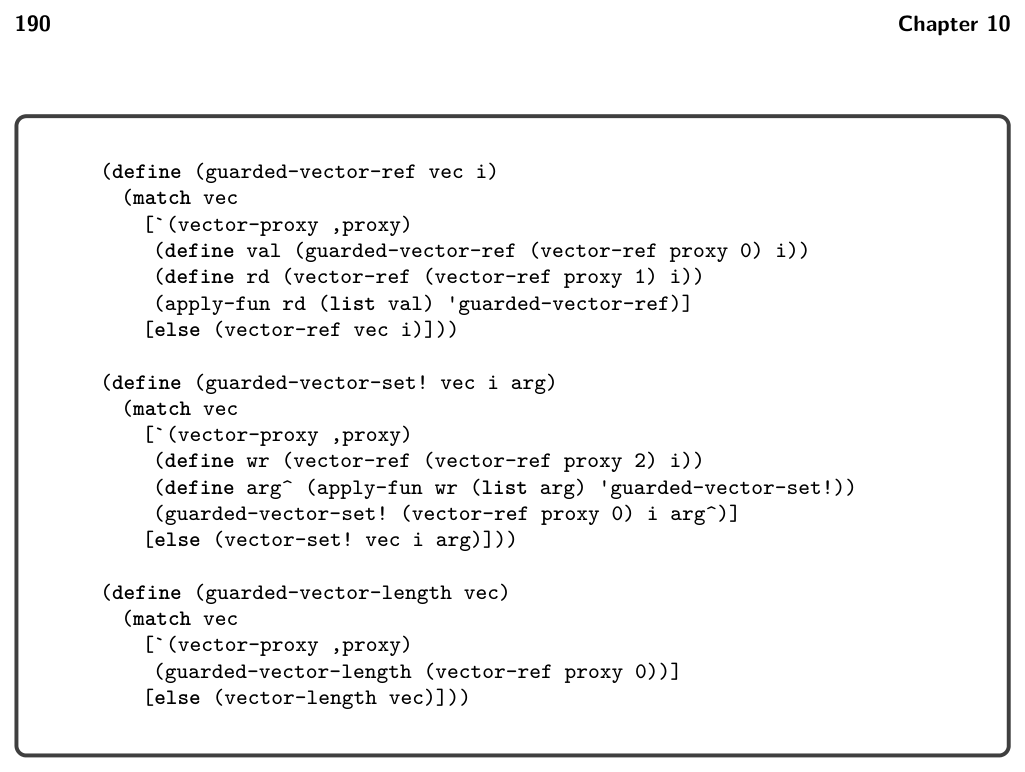 190 Chapter 10
(define (guarded-vector-ref vec i)
(match vec
[`(vector-proxy ,proxy)
(define val (guarded-vector-ref (vector-ref proxy 0) i))
(define rd (vector-ref (vector-ref proxy 1) i))
(apply-fun rd (list val) 'guarded-vector-ref)]
[else (vector-ref vec i)]))
(define (guarded-vector-set! vec i arg)
(match vec
[`(vector-proxy ,proxy)
(define wr (vector-ref (vector-ref proxy 2) i))
(define arg^ (apply-fun wr (list arg) 'guarded-vector-set!))
(guarded-vector-set! (vector-ref proxy 0) i arg^)]
[else (vector-set! vec i arg)]))
(define (guarded-vector-length vec)
(match vec
[`(vector-proxy ,proxy)
(guarded-vector-length (vector-ref proxy 0))]
[else (vector-length vec)]))